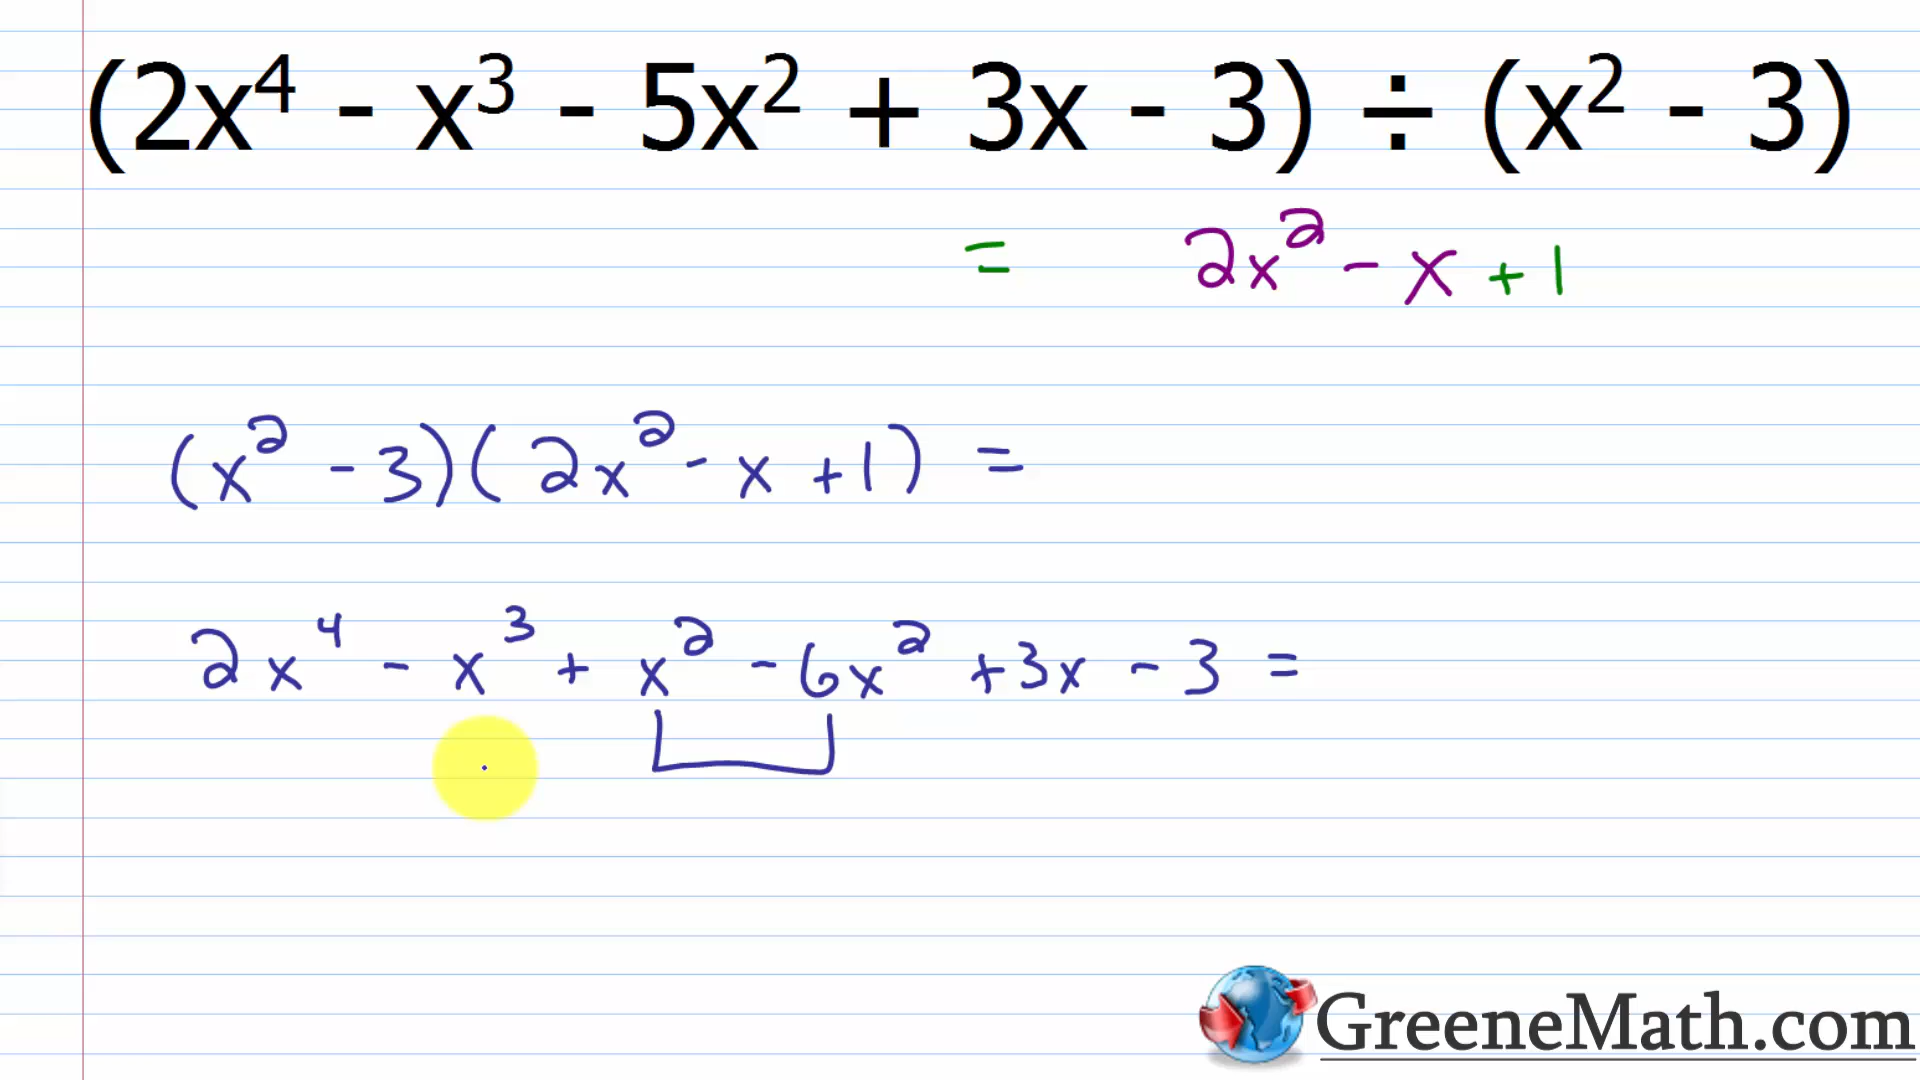 (2x⁴ - x³ - 5x² + 3x - 3) ÷ (x² - 3)
= 2x² - x + 1
(x² - 3)(2x² - x + 1) =
2x⁴ - x³ + x² - 6x² + 3x - 3 =
GreeneMath.com